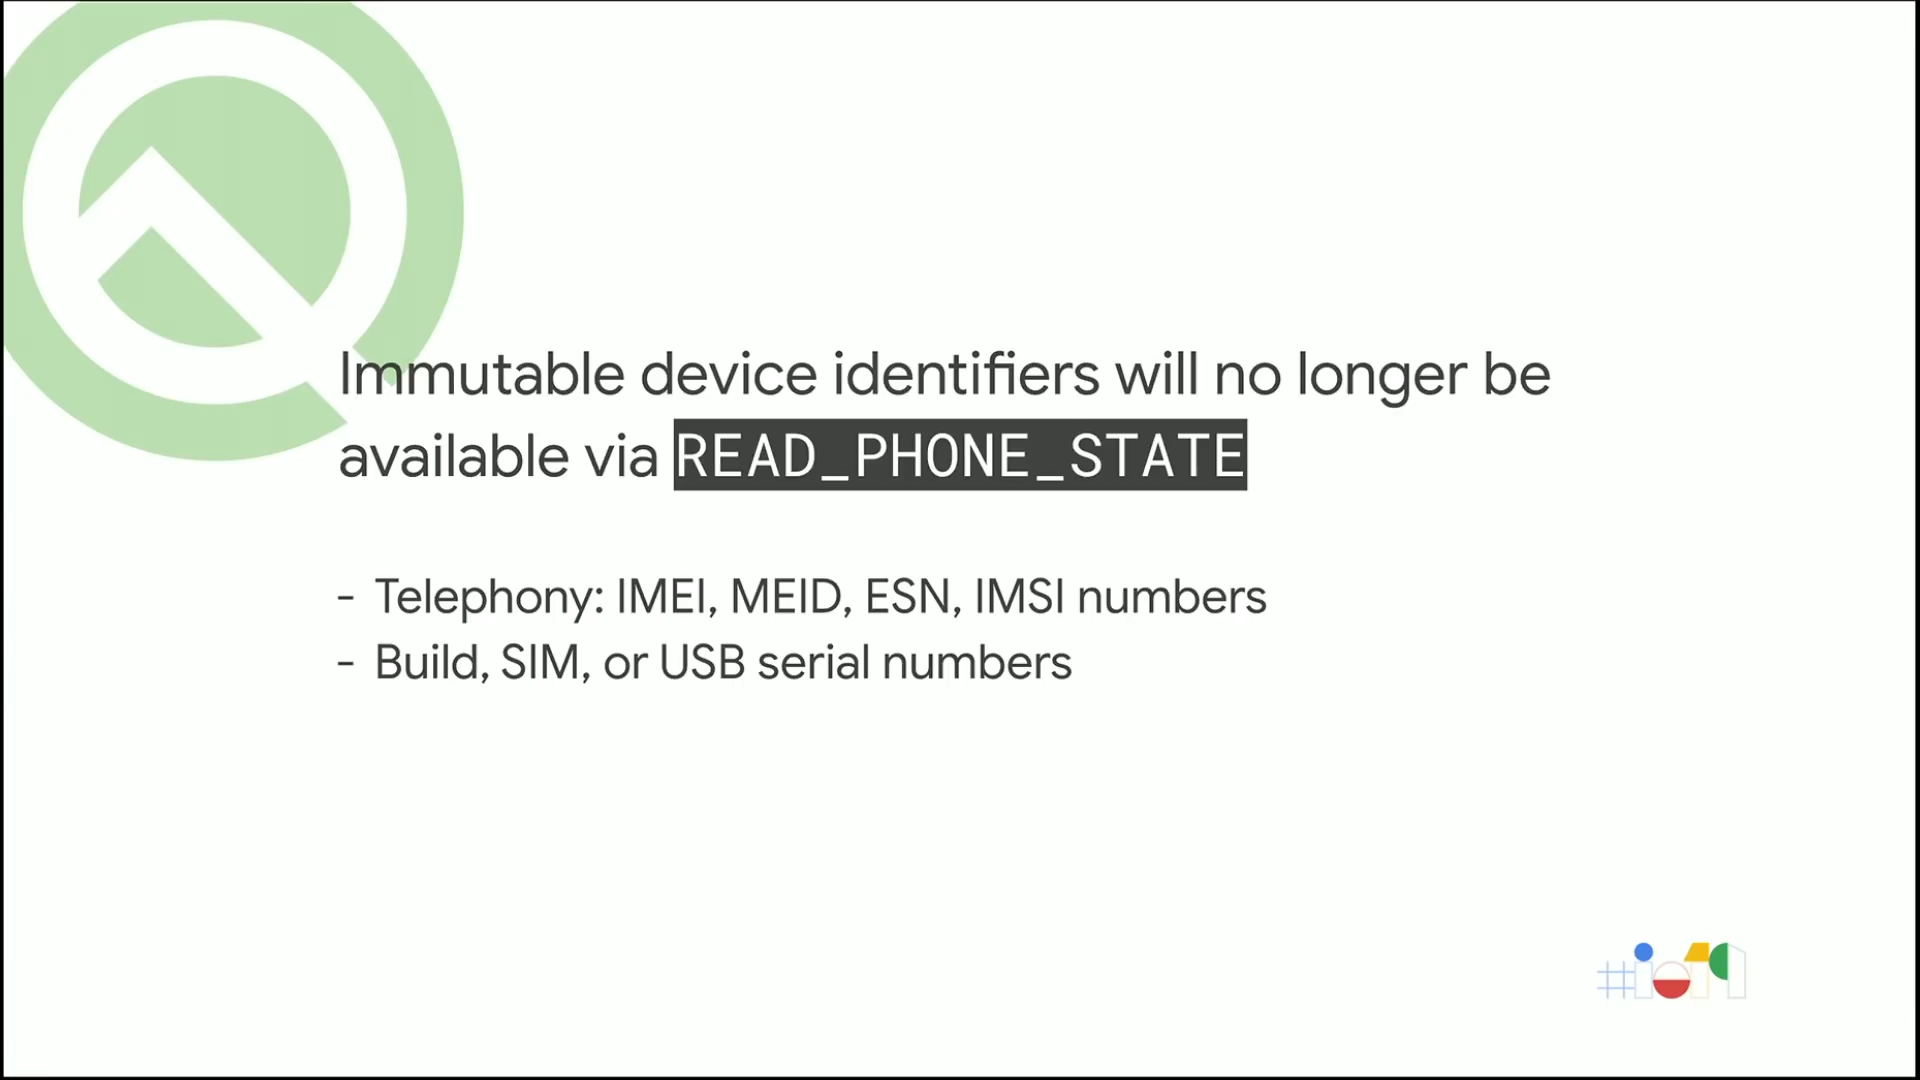 Immutable device identifiers will no longer be
available via READ_PHONE_STATE
- Telephony: IMEI, MEID, ESN, IMSI numbers
- Build, SIM, or USB serial numbers
#io19